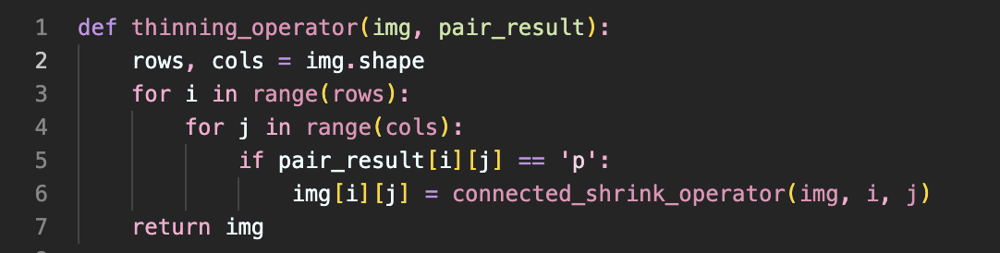 1 def thinning_operator(img, pair_result):
2     rows, cols = img.shape
3     for i in range(rows):
4         for j in range(cols):
5             if pair_result[i][j] == 'p':
6                 img[i][j] = connected_shrink_operator(img, i, j)
7     return img